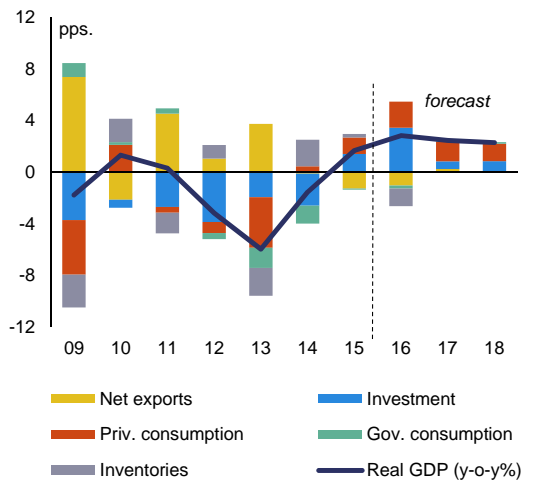 12
pps.
8
forecast
4
0
-4
-8
-12
09 10 11 12 13 14 15 16 17 18
Net exports Investment
Priv. consumption Gov. consumption
Inventories Real GDP (y-o-y%)